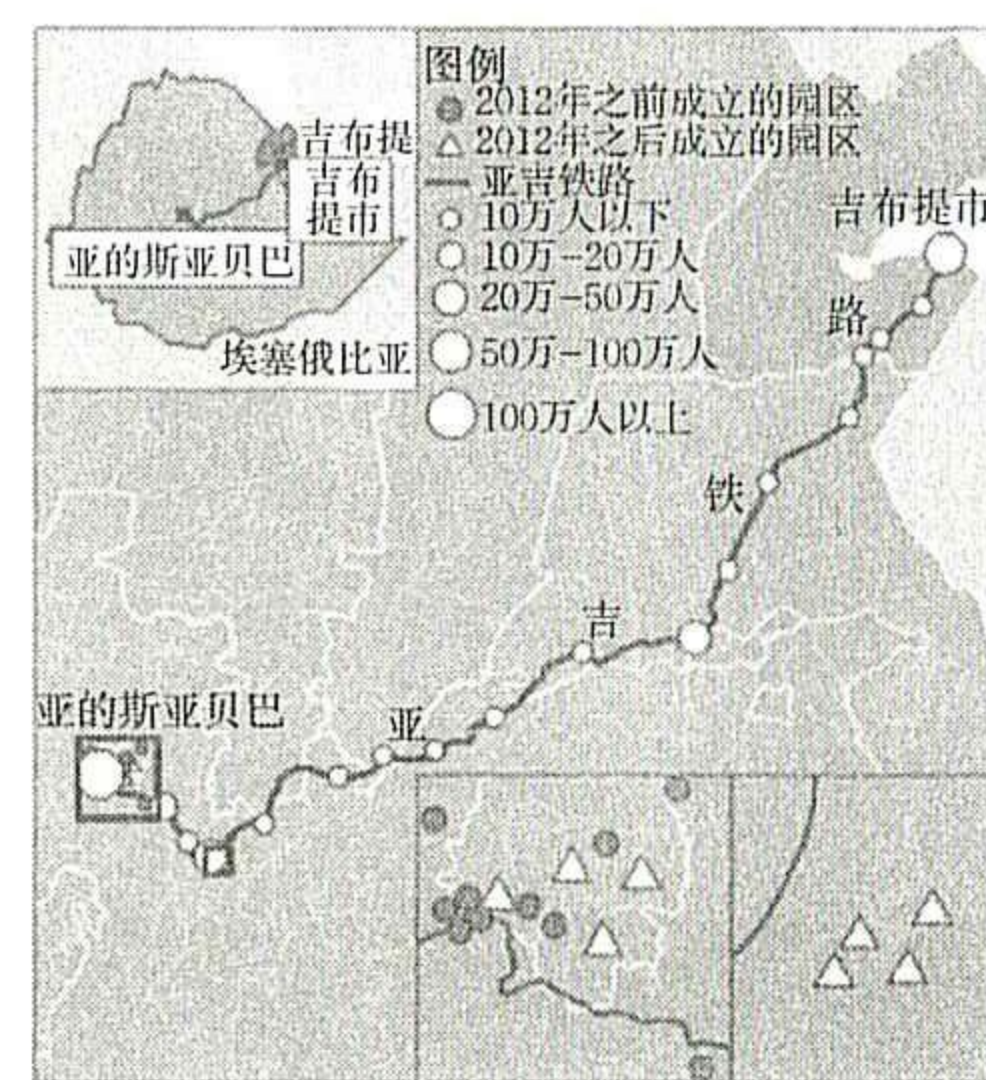 吉布提
吉布
提市
亚的斯亚贝巴
埃塞俄比亚
图例
2012年之前成立的园区
2012年之后成立的园区
亚吉铁路
10万人以下
10万-20万人
20万-50万人
50万-100万人
100万人以上
吉布提市
路
铁
吉
亚
亚的斯亚贝巴